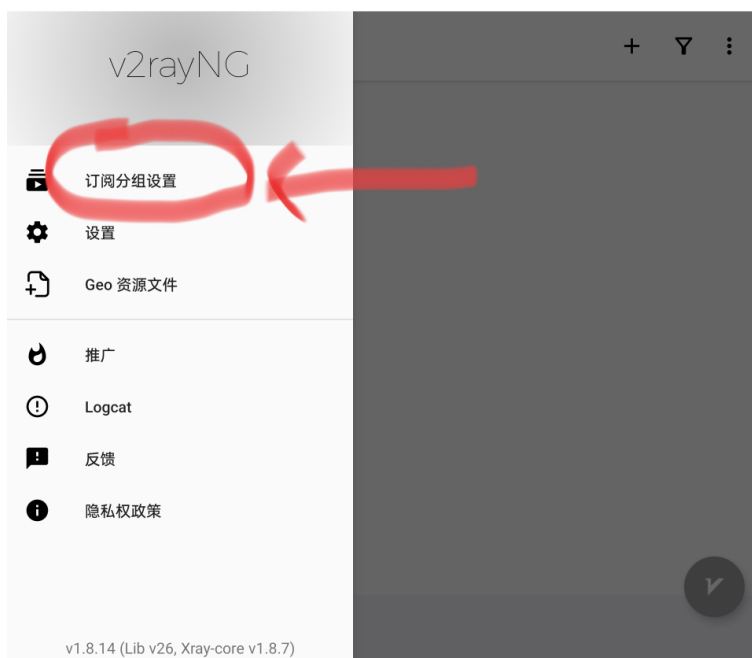 v2rayNG
订阅分组设置
设置
Geo 资源文件
推广
Logcat
反馈
隐私权政策
v1.8.14 (Lib v26, Xray-core v1.8.7)